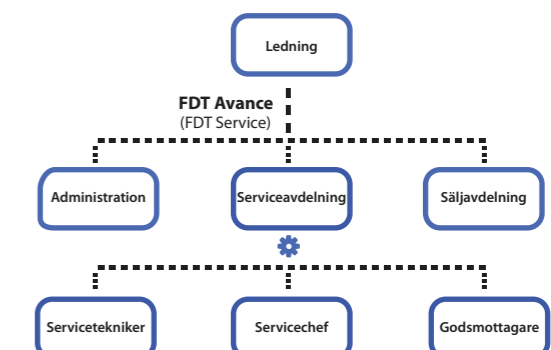 Ledning
FDT Avance
(FDT Service)
Administration
Serviceavdelning
Säljavdelning
Servicetekniker
Servicechef
Godsmottagare